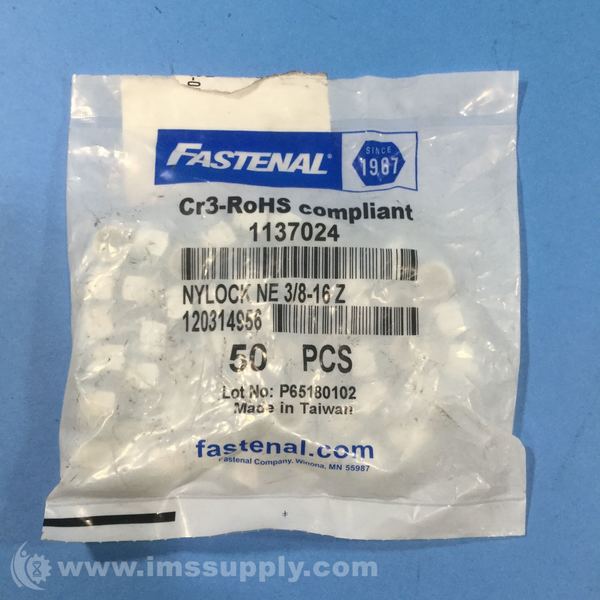 FASTENAL®
SINCE
1967
Cr3-RoHS compliant
1137024
NYLOCK NE 3/8-16 Z
120314956
50 PCS
Lot No: P65180102
Made in Taiwan
fastenal.com
Fastenal Company, Winona, MN 55987
www.imssupply.com